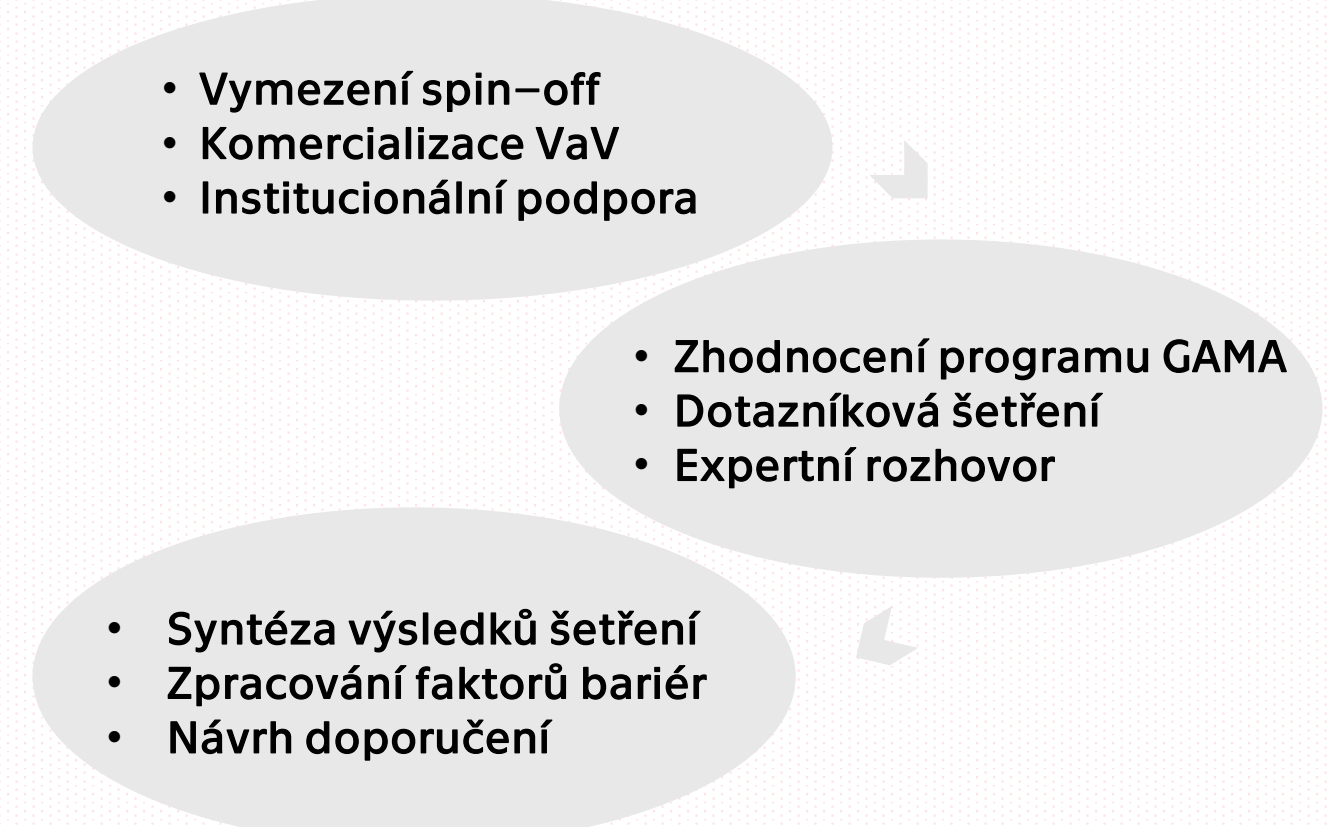 • Vymezení spin–off
• Komercializace VaV
• Institucionální podpora
• Zhodnocení programu GAMA
• Dotazníková šetření
• Expertní rozhovor
• Syntéza výsledků šetření
• Zpracování faktorů bariér
• Návrh doporučení